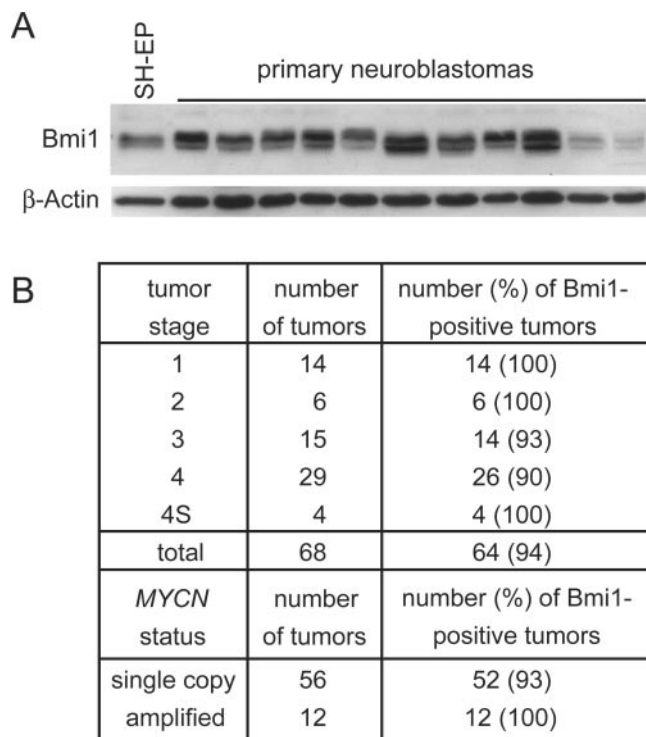 A
SH-EP
primary neuroblastomas
Bmi1
β-Actin
B
tumor stage number of tumors number (%) of Bmi1-positive tumors
1 14 14 (100)
2 6 6 (100)
3 15 14 (93)
4 29 26 (90)
4S 4 4 (100)
total 68 64 (94)
MYCN status number of tumors number (%) of Bmi1-positive tumors
single copy 56 52 (93)
amplified 12 12 (100)